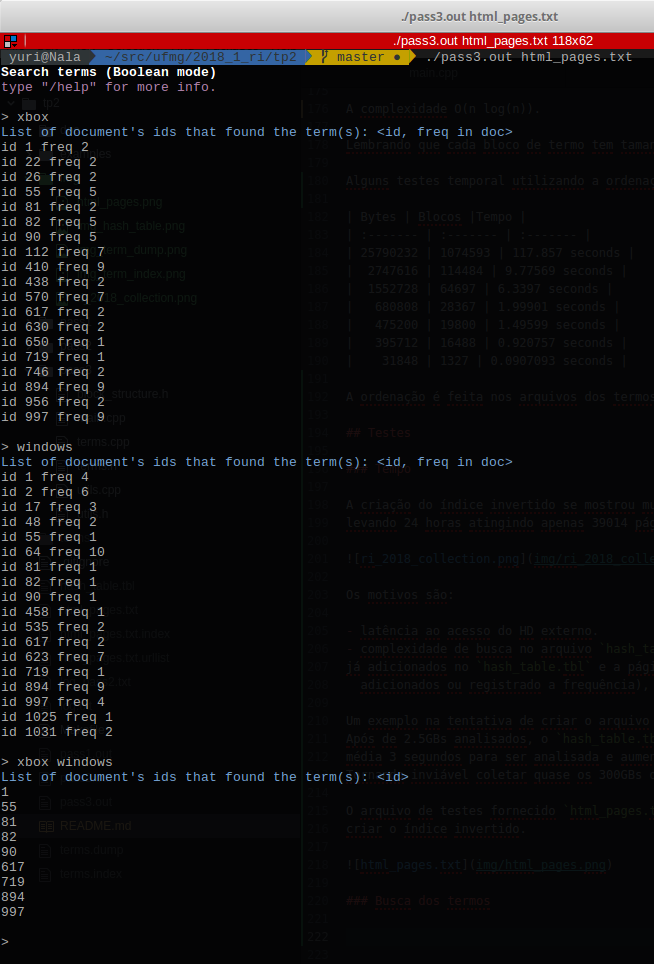 ./pass3.out html_pages.txt
./pass3.out html_pages.txt 118x62
yuri@Nala ~/src/ufmg/2018_1_ri/tp2 master ● ./pass3.out html_pages.txt
Search terms (Boolean mode)
type "/help" for more info.
> xbox
List of document's ids that found the term(s): <id, freq in doc>
id 1 freq 2
id 22 freq 2
id 26 freq 2
id 55 freq 5
id 81 freq 2
id 82 freq 5
id 90 freq 5
id 112 freq 7
id 410 freq 9
id 438 freq 2
id 570 freq 7
id 617 freq 2
id 630 freq 2
id 650 freq 1
id 719 freq 1
id 746 freq 2
id 894 freq 9
id 956 freq 2
id 997 freq 9
> windows
List of document's ids that found the term(s): <id, freq in doc>
id 1 freq 4
id 2 freq 6
id 17 freq 3
id 48 freq 2
id 55 freq 1
id 64 freq 10
id 81 freq 1
id 82 freq 1
id 90 freq 1
id 458 freq 1
id 535 freq 2
id 617 freq 2
id 623 freq 7
id 719 freq 1
id 894 freq 9
id 997 freq 4
id 1025 freq 1
id 1031 freq 2
> xbox windows
List of document's ids that found the term(s): <id>
1
55
81
82
90
617
719
894
997
>
tp2
README.md
pass3.out
terms.dump
terms.index
A complexidade O(n log(n)).
Lembrando que cada bloco de termo tem
Alguns testes temporal utilizando a
| Bytes | Blocos |Tempo |
| :------- | :------- | :------- |
| 25790232 | 1074593 | 117.857 seconds |
| 2747616 | 114484 | 9.77569 seconds |
| 1552728 | 64697 | 6.3397 seconds |
| 680808 | 28367 | 1.99901 seconds |
| 475200 | 19800 | 1.49599 seconds |
| 395712 | 16488 | 0.920757 seconds |
| 31848 | 1327 | 0.0907093 seconds |
A ordenação é feita nos arquivos dos termos
## Testes
A criação do índice invertido se mostrou
levando 24 horas atingindo apenas 39014
![ri_2018_collection.png](
Os motivos são:
- latência ao acesso do HD externo.
- complexidade de busca no arquivo
já adicionados no `hash_table.tbl` e a
adicionados ou registrado a frequência),
Um exemplo na tentativa de criar o arquivo
Após de 2.5GBs analisados, o
média 3 segundos para ser analisada e
inviável coletar quase os 300GBs
O arquivo de testes fornecido
criar o índice invertido.
![html_pages.txt](img/html_pages.png)
### Busca dos termos
222